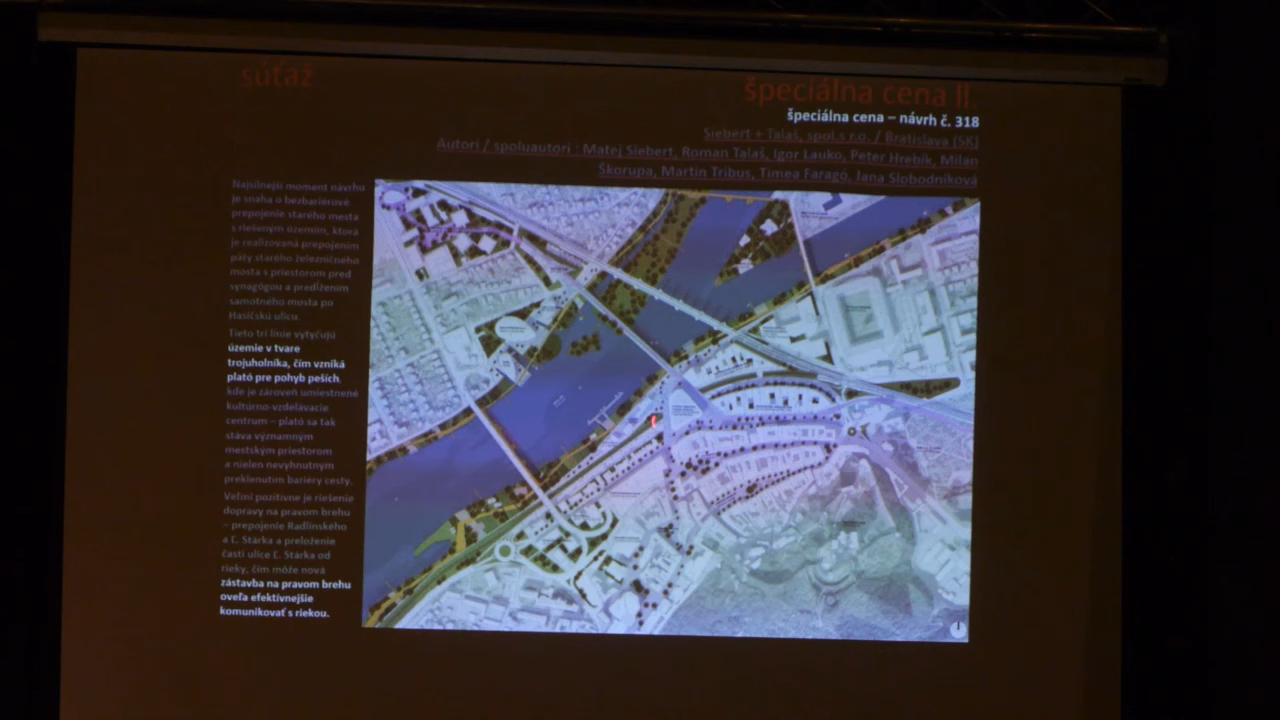 súťaž
špeciálna cena II.
špeciálna cena – návrh č. 318
Siebert + Talaš, spol.s r.o. / Bratislava (SK)
Autori / spoluautori : Matej Siebert, Roman Talaš, Igor Lauko, Peter Hrebík, Milan
Škorupa, Martin Tribus, Timea Faragó, Jana Slobodníková
Najsilnejší moment návrhu
je snaha o bezbariérové
prepojenie starého mesta
s riešeným územím, ktorá
je realizovaná prepojením
päty starého železničného
mosta s priestorom pred
synagógou a predĺžením
samotného mosta po
Hasičskú ulicu.
Tieto tri línie vytyčujú
územie v tvare
trojuholníka, čím vzniká
plató pre pohyb peších,
kde je zároveň umiestnené
kultúrno-vzdelávacie
centrum – plató sa tak
stáva významným
mestským priestorom
a nielen nevyhnutným
preklenutím bariéry cesty.
Veľmi pozitívne je riešenie
dopravy na pravom brehu
– prepojenie Radlinského
a Ľ. Stárka a preloženie
časti ulice Ľ. Stárka od
rieky, čím môže nová
zástavba na pravom brehu
oveľa efektívnejšie
komunikovať s riekou.